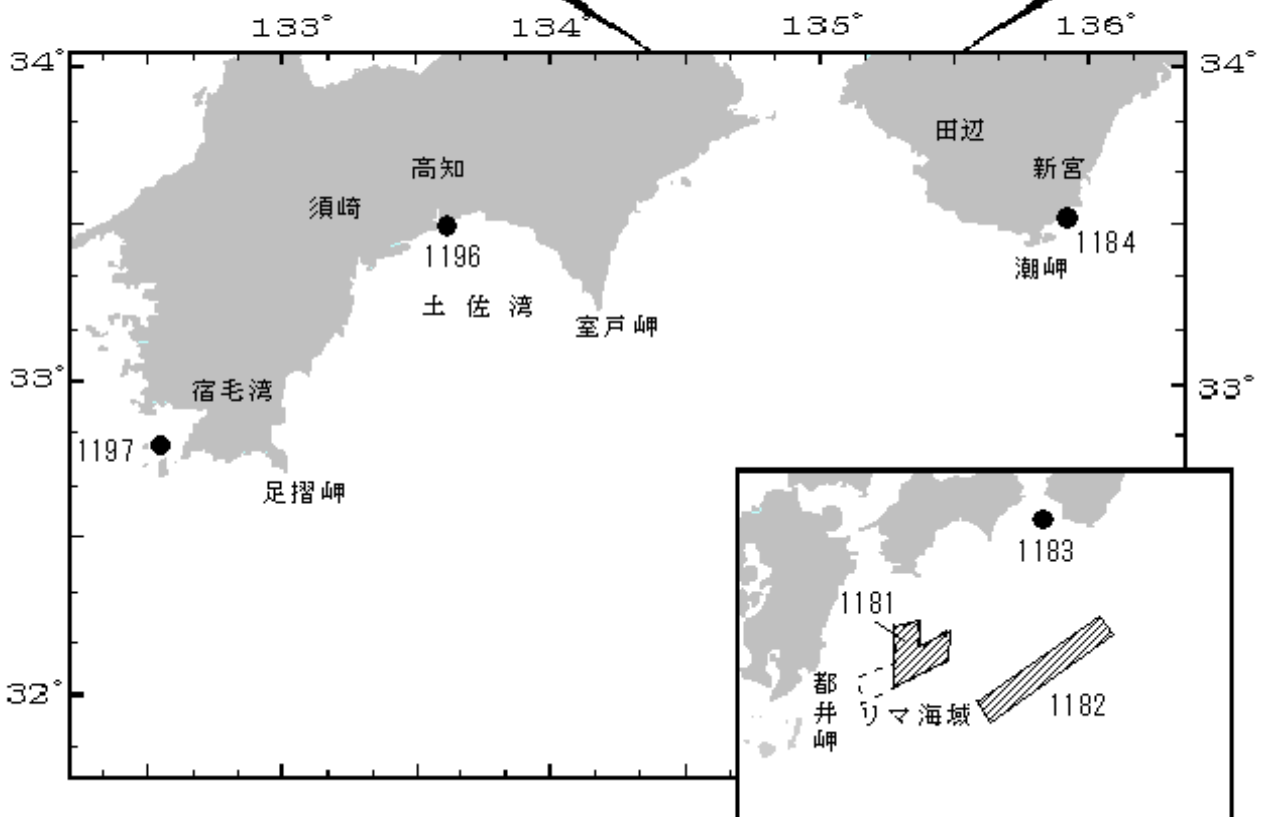 133°
134°
135°
136°
34°
34°
田辺
高知
新宮
須崎
1196
1184
潮岬
土佐湾
室戸岬
33°
33°
宿毛湾
1197
足摺岬
1183
1181
都井岬
リマ海域
1182
32°